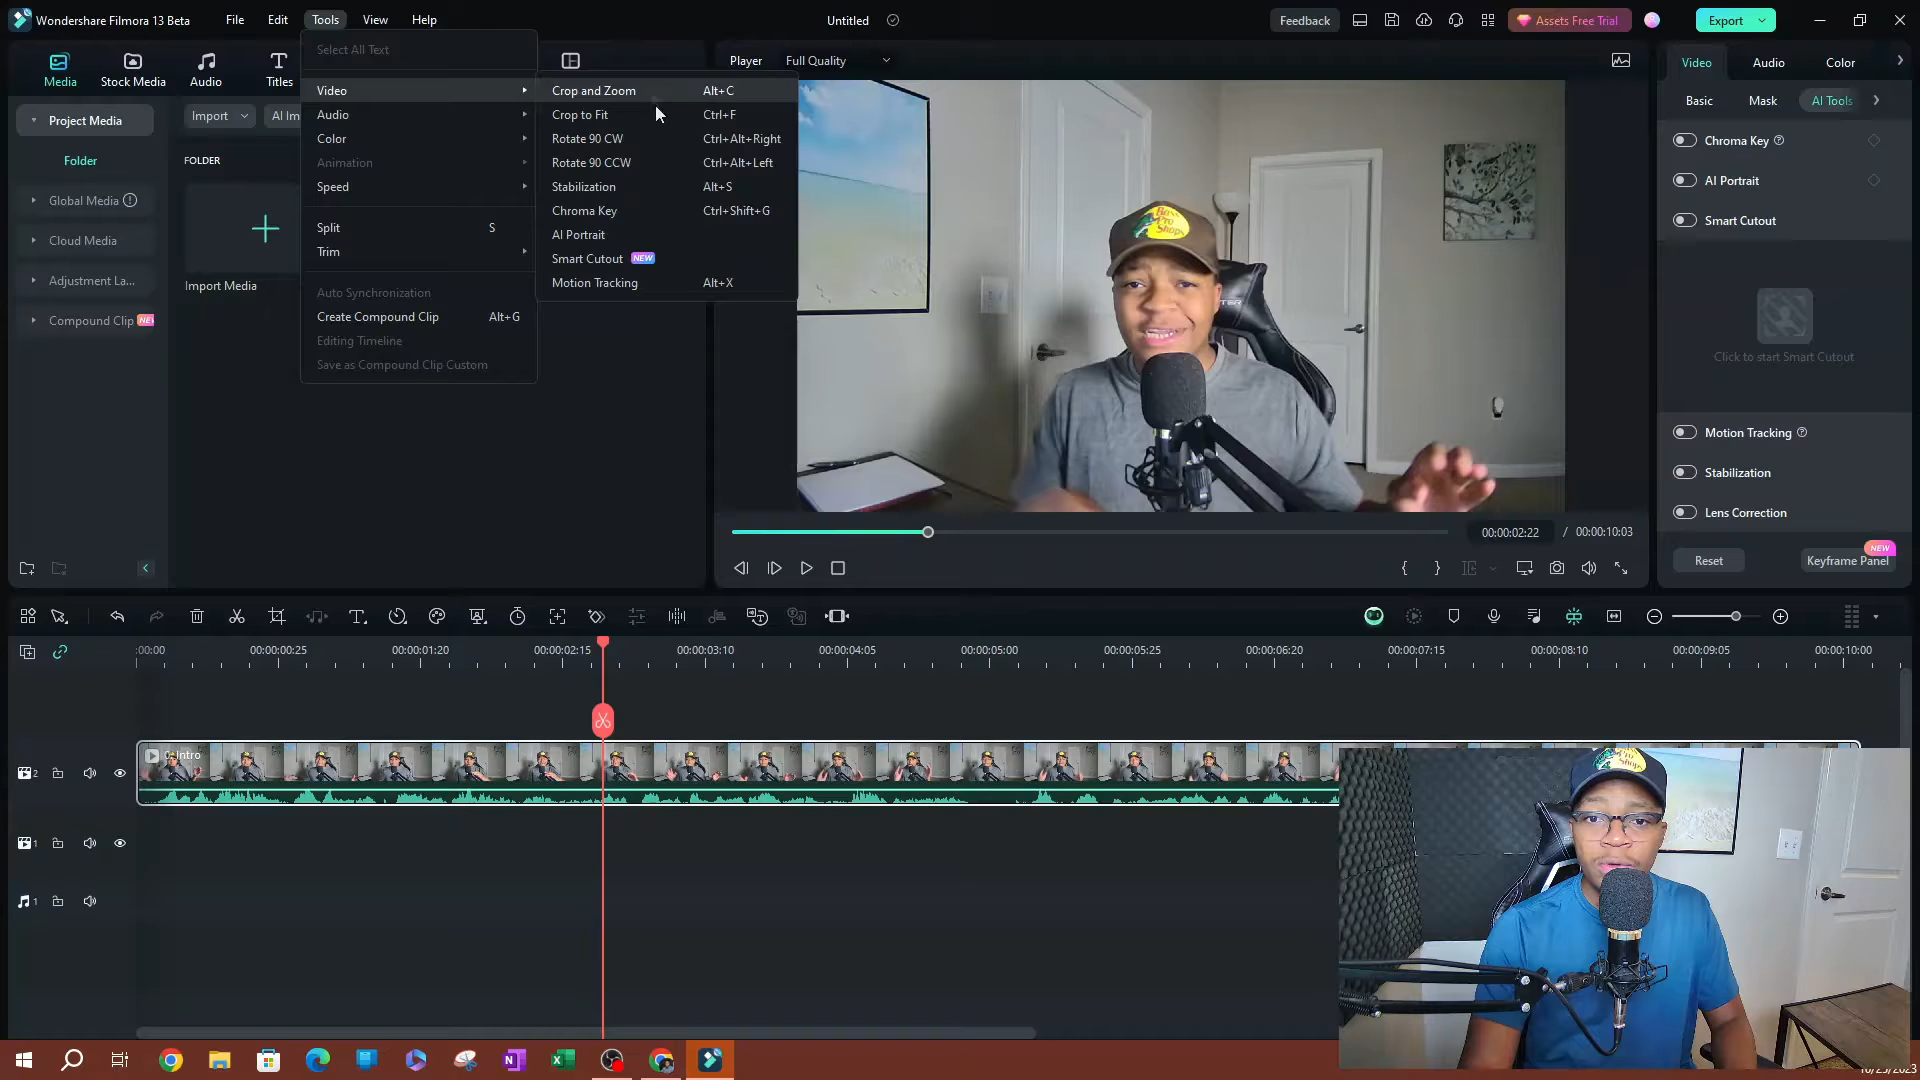 Wondershare Filmora 13 Beta
File
Edit
Tools
View
Help
Untitled
Feedback
Assets Free Trial
Export
Media
Stock Media
Audio
Titles
Select All Text
Video
Audio
Color
Animation
Speed
Split S
Trim
Auto Synchronization
Create Compound Clip Alt+G
Editing Timeline
Save as Compound Clip Custom
Crop and Zoom Alt+C
Crop to Fit Ctrl+F
Rotate 90 CW Ctrl+Alt+Right
Rotate 90 CCW Ctrl+Alt+Left
Stabilization Alt+S
Chroma Key Ctrl+Shift+G
AI Portrait
Smart Cutout NEW
Motion Tracking Alt+X
Project Media
Folder
Global Media
Cloud Media
Adjustment La...
Compound Clip
Import
AI Im
FOLDER
Import Media
Player
Full Quality
Bass Pro Shops
00:00:02:22 / 00:00:10:03
Video
Audio
Color
Basic
Mask
AI Tools
Chroma Key
AI Portrait
Smart Cutout
Click to start Smart Cutout
Motion Tracking
Stabilization
Lens Correction
NEW
Reset
Keyframe Panel
:00:00
00:00:00:25
00:00:01:20
00:00:02:15
00:00:03:10
00:00:04:05
00:00:05:00
00:00:05:25
00:00:06:20
00:00:07:15
00:00:08:10
00:00:09:05
00:00:10:00
2
1
1